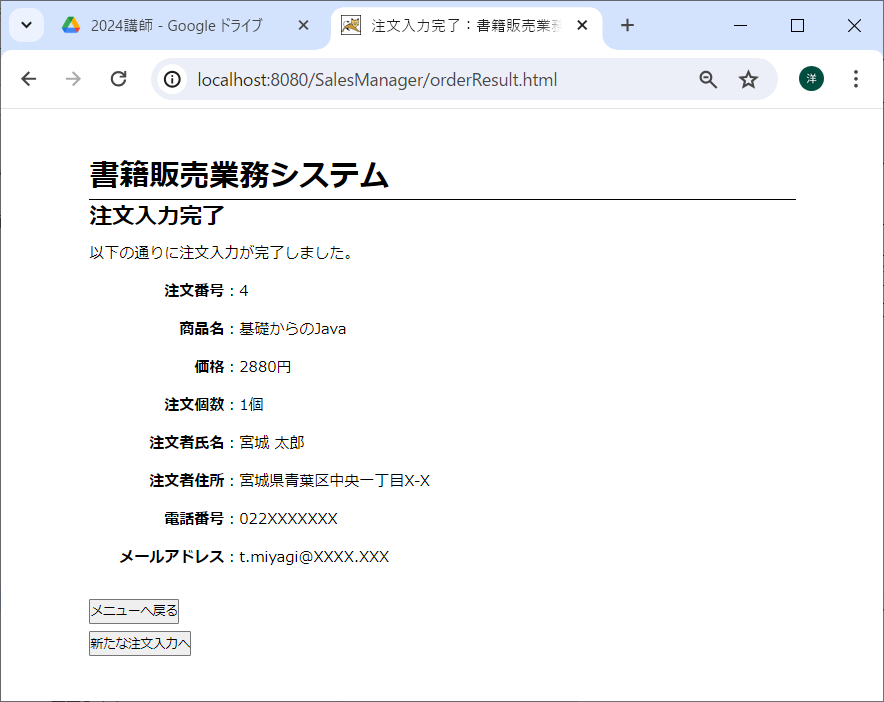 2024講師 - Google ドライブ
注文入力完了：書籍販売業務
localhost:8080/SalesManager/orderResult.html
洋
書籍販売業務システム
注文入力完了
以下の通りに注文入力が完了しました。
注文番号：4
商品名：基礎からのJava
価格：2880円
注文個数：1個
注文者氏名：宮城 太郎
注文者住所：宮城県青葉区中央一丁目X-X
電話番号：022XXXXXXX
メールアドレス：t.miyagi@XXXX.XXX
メニューへ戻る
新たな注文入力へ